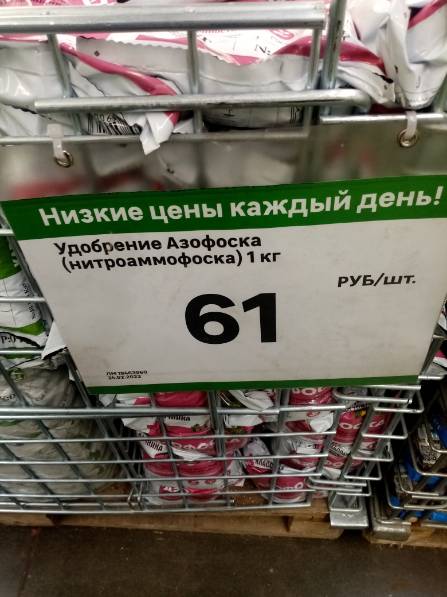 Низкие цены каждый день!
Удобрение Азофоска
(нитроаммофоска) 1 кг
РУБ/шт.
61